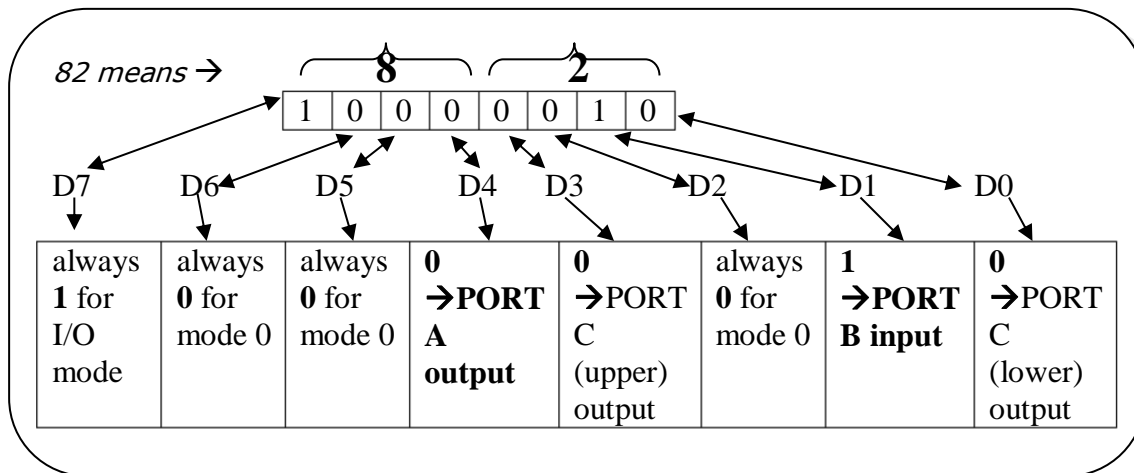 8 2
82 means →
1 0 0 0 0 0 1 0
D7 D6 D5 D4 D3 D2 D1 D0
always
1 for
I/O
mode
always
0 for
mode 0
always
0 for
mode 0
0
→PORT
A
output
0
→PORT
C
(upper)
output
always
0 for
mode 0
1
→PORT
B input
0
→PORT
C
(lower)
output